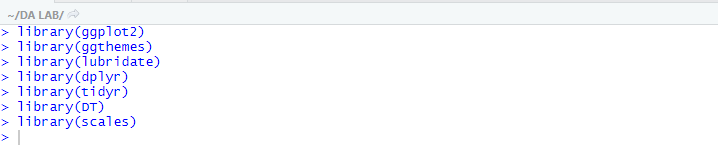 ~/DA LAB/
> library(ggplot2)
> library(ggthemes)
> library(lubridate)
> library(dplyr)
> library(tidyr)
> library(DT)
> library(scales)
>